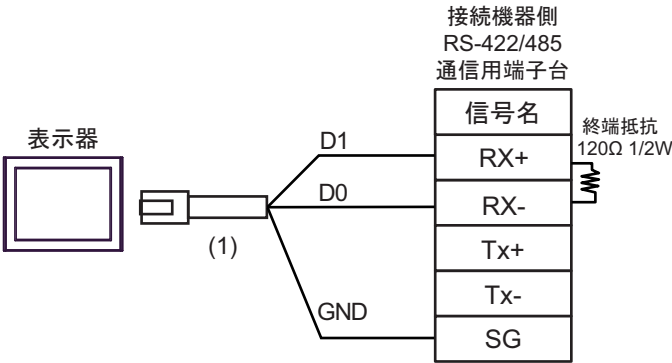 接続機器側
RS-422/485
通信用端子台
信号名
終端抵抗
120Ω 1/2W
表示器
D1
RX+
D0
RX-
(1)
Tx+
Tx-
GND
SG